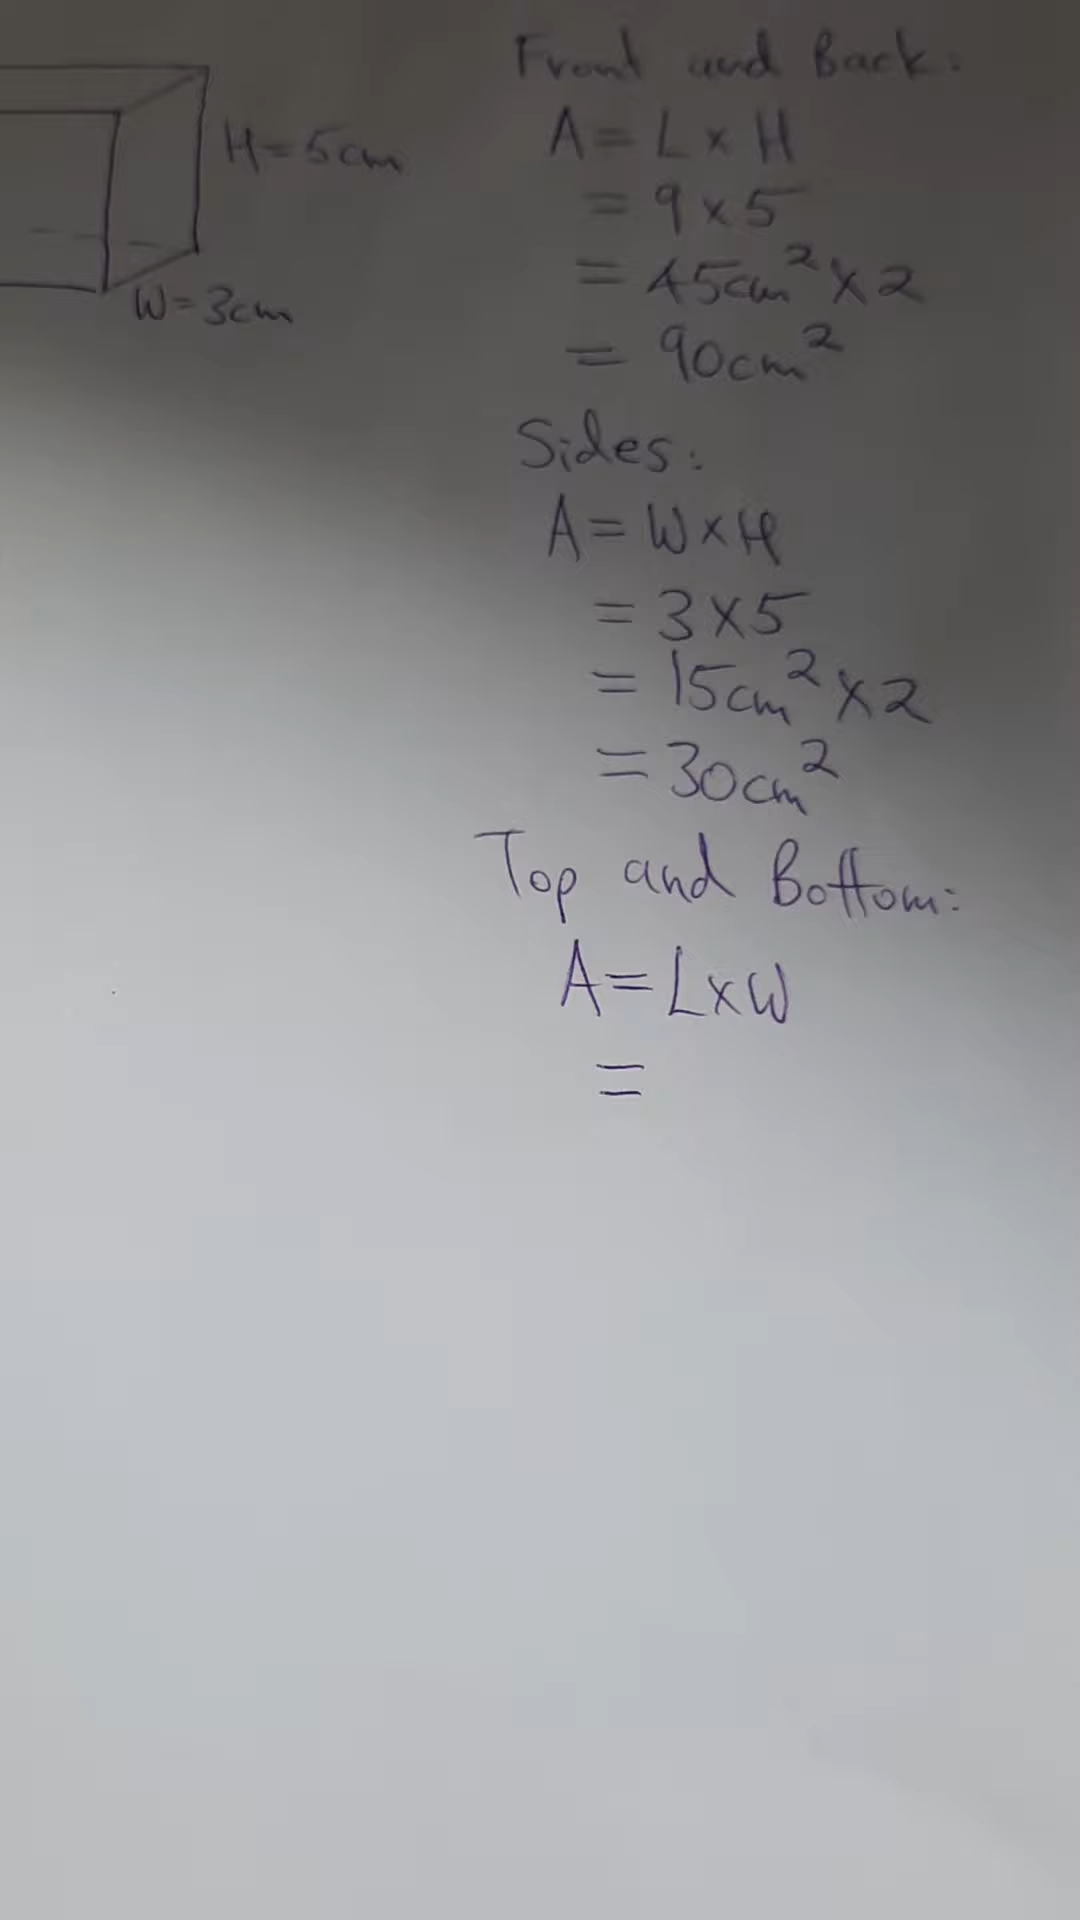 H=5cm
W=3cm
Front and Back:
A=L×H
=9×5
=45cm²×2
=90cm²
Sides:
A=W×H
=3×5
=15cm²×2
=30cm²
Top and Bottom:
A=L×W
=